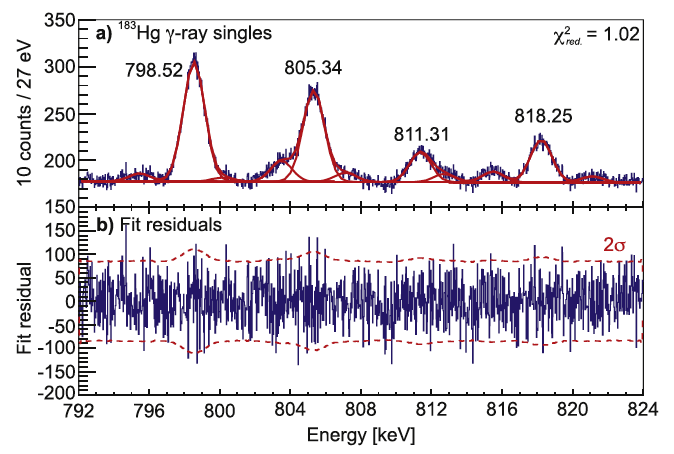 a) ¹⁸³Hg γ-ray singles
χ²red. = 1.02
798.52
805.34
811.31
818.25
10 counts / 27 eV
350
300
250
200
150
b) Fit residuals
2σ
Fit residual
100
50
0
-50
-100
-150
-200
792 796 800 804 808 812 816 820 824
Energy [keV]